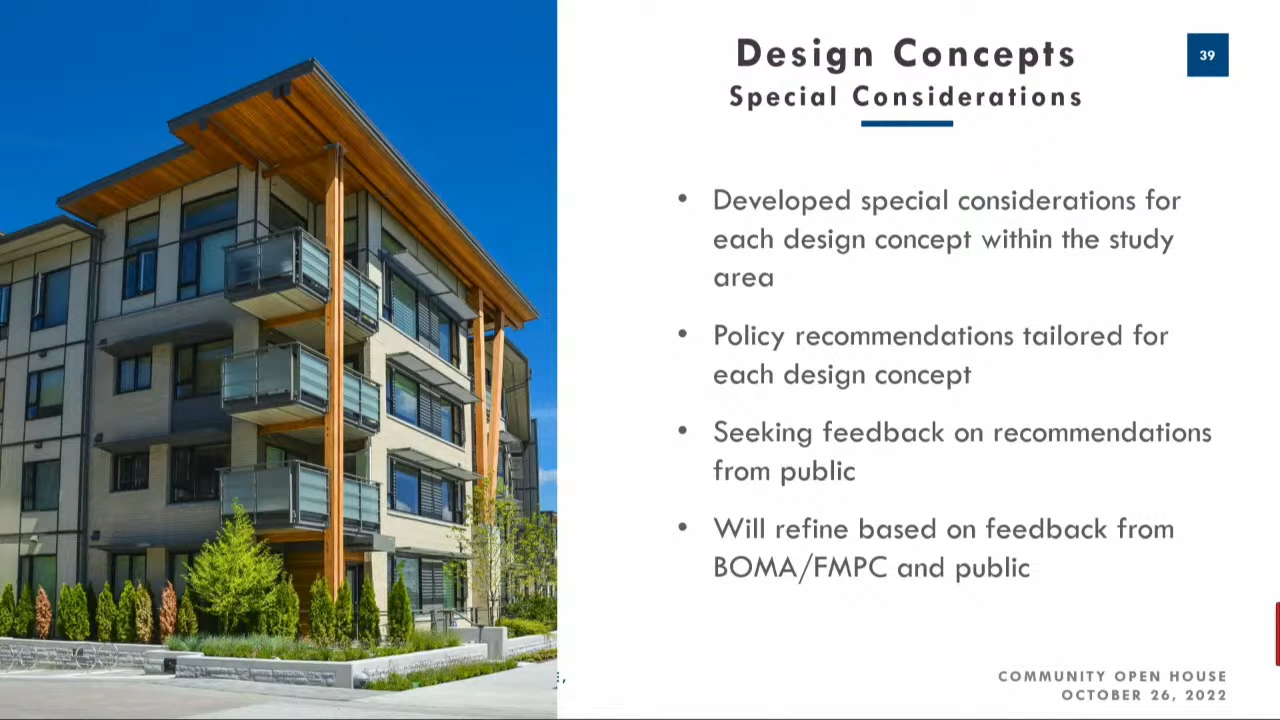 Design Concepts
39
Special Considerations
• Developed special considerations for
each design concept within the study
area
• Policy recommendations tailored for
each design concept
• Seeking feedback on recommendations
from public
• Will refine based on feedback from
BOMA/FMPC and public
COMMUNITY OPEN HOUSE
OCTOBER 26, 2022